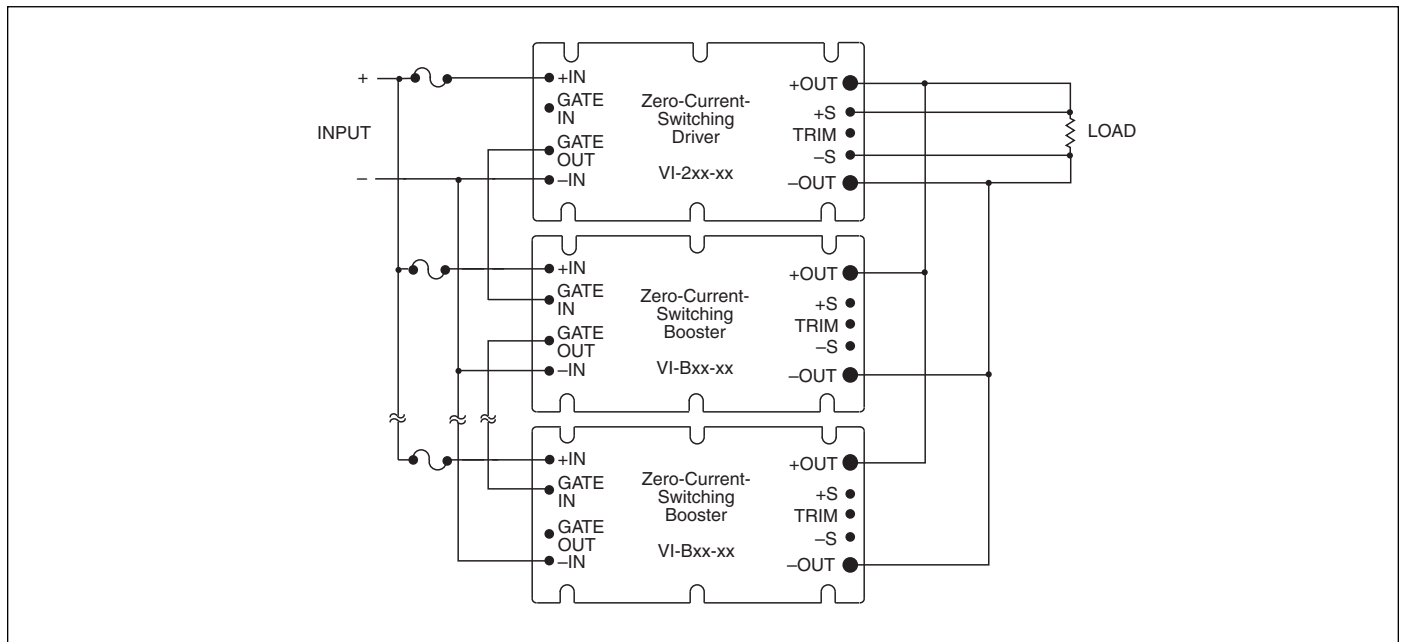 +
INPUT
–
+IN
GATE
IN
GATE
OUT
–IN
Zero-Current-
Switching
Driver
VI-2xx-xx
+OUT
+S
TRIM
–S
–OUT
LOAD
+IN
GATE
IN
GATE
OUT
–IN
Zero-Current-
Switching
Booster
VI-Bxx-xx
+OUT
+S
TRIM
–S
–OUT
+IN
GATE
IN
GATE
OUT
–IN
Zero-Current-
Switching
Booster
VI-Bxx-xx
+OUT
+S
TRIM
–S
–OUT